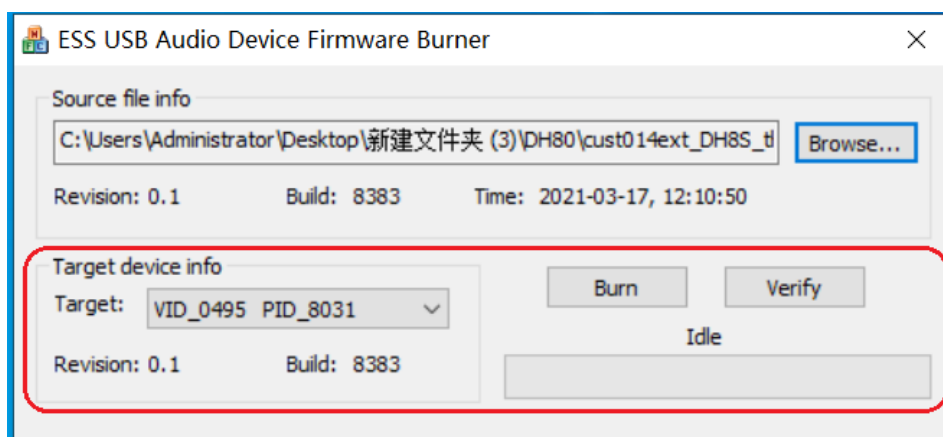 ESS USB Audio Device Firmware Burner
Source file info
C:\Users\Administrator\Desktop\新建文件夹 (3)\DH80\cust014ext_DH8S_tl Browse...
Revision: 0.1 Build: 8383 Time: 2021-03-17, 12:10:50
Target device info
Burn Verify
Target: VID_0495 PID_8031
Idle
Revision: 0.1 Build: 8383